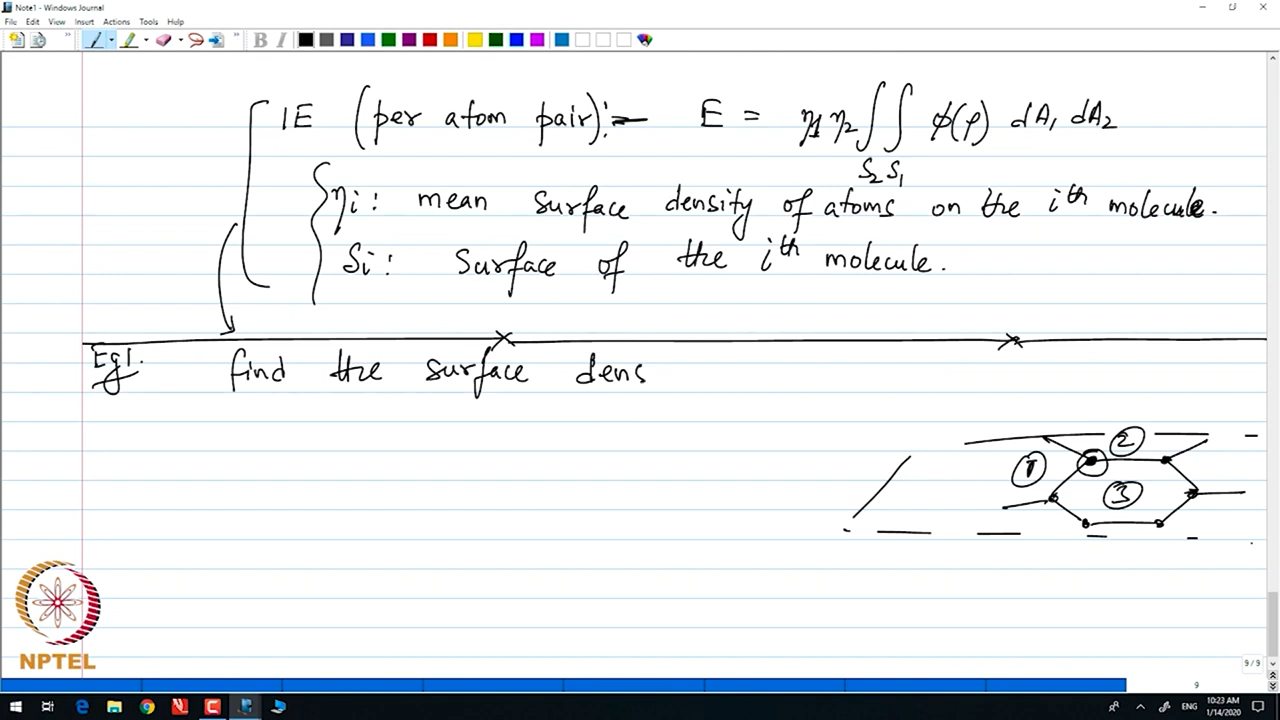 Note1 - Windows Journal
File Edit View Insert Actions Tools Help
B I
IE (per atom pair):- E = η1 η2 ∫∫ ϕ(ρ) dA1 dA2
S2 S1
ηi : mean surface density of atoms on the ith molecule.
Si : Surface of the ith molecule.
Eg1. find the surface dens
2
1
3
NPTEL
9/9
9
ENG
10:23 AM
1/14/2020